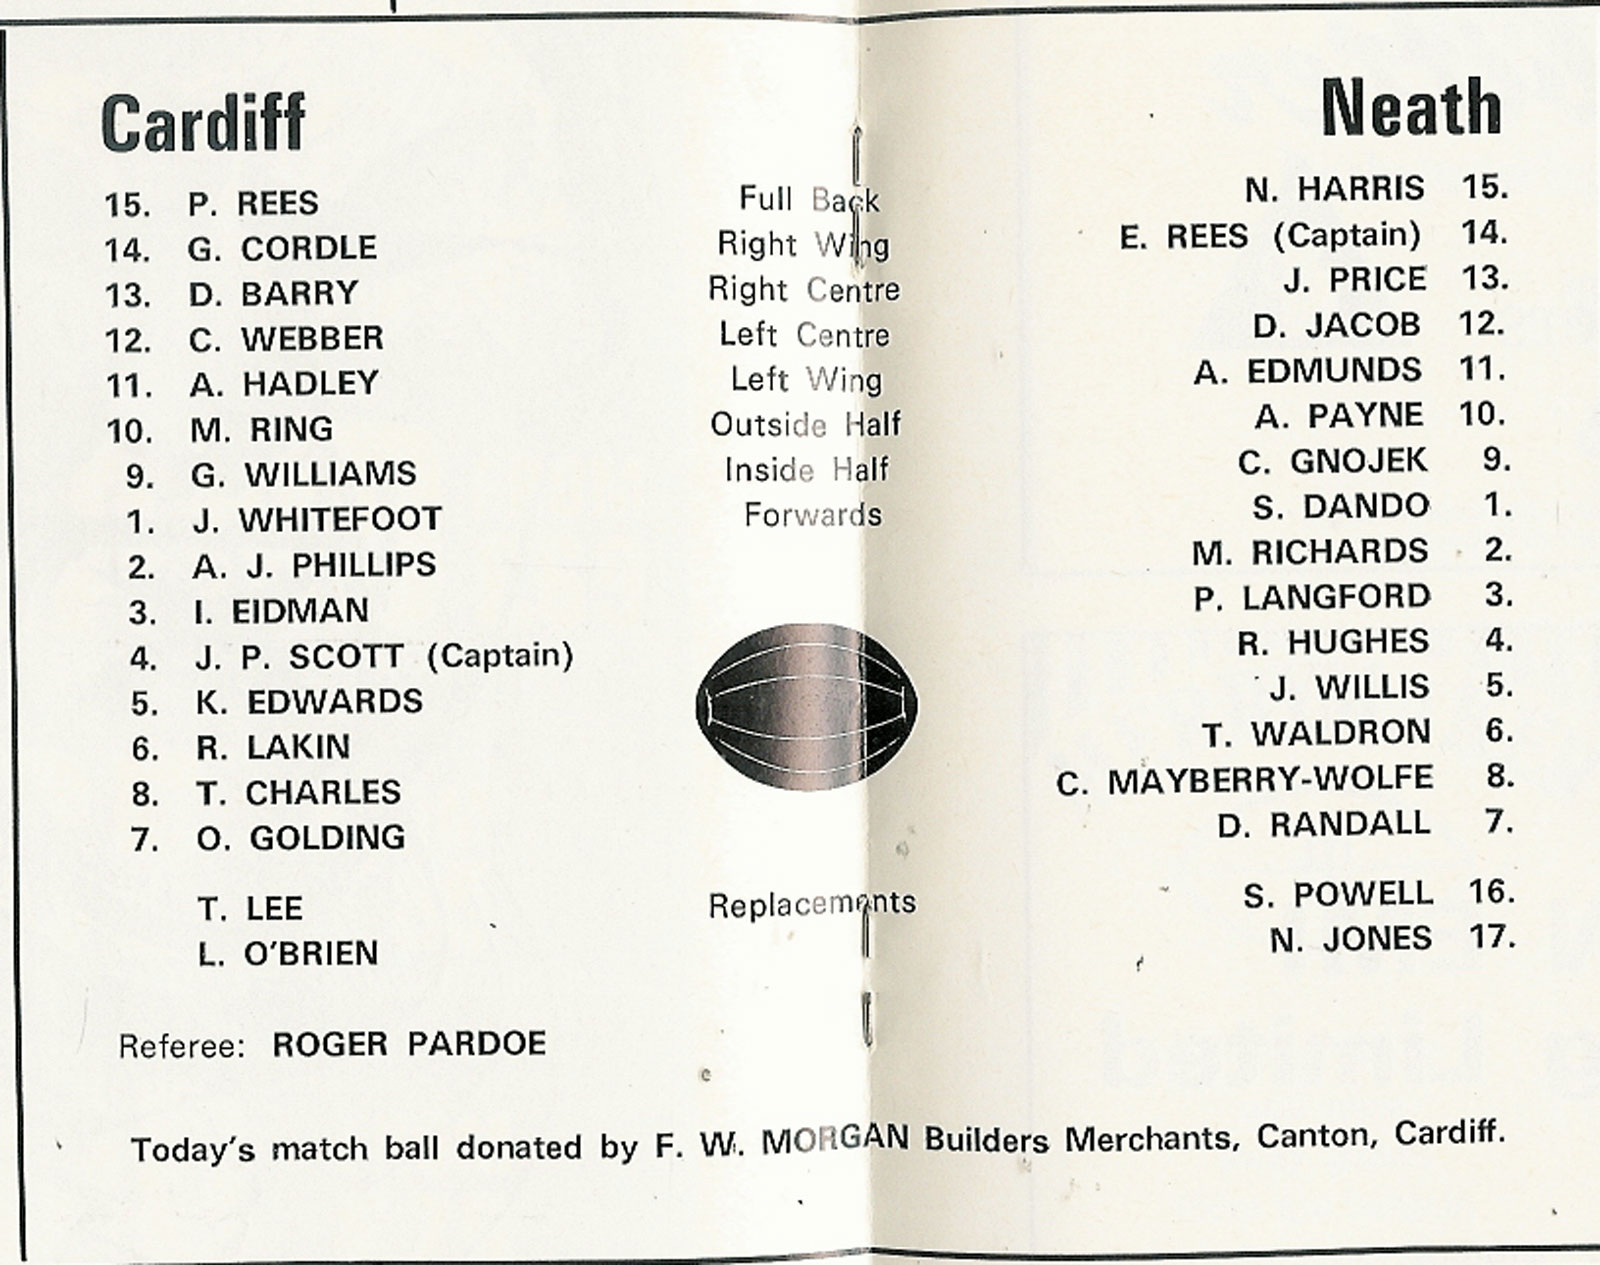 Cardiff Neath
15. P. REES Full Back N. HARRIS 15.
14. G. CORDLE Right Wing E. REES (Captain) 14.
13. D. BARRY Right Centre J. PRICE 13.
12. C. WEBBER Left Centre D. JACOB 12.
11. A. HADLEY Left Wing A. EDMUNDS 11.
10. M. RING Outside Half A. PAYNE 10.
9. G. WILLIAMS Inside Half C. GNOJEK 9.
1. J. WHITEFOOT Forwards S. DANDO 1.
2. A. J. PHILLIPS M. RICHARDS 2.
3. I. EIDMAN P. LANGFORD 3.
4. J. P. SCOTT (Captain) R. HUGHES 4.
5. K. EDWARDS J. WILLIS 5.
6. R. LAKIN T. WALDRON 6.
8. T. CHARLES C. MAYBERRY-WOLFE 8.
7. O. GOLDING D. RANDALL 7.
T. LEE Replacements S. POWELL 16.
L. O'BRIEN N. JONES 17.
Referee: ROGER PARDOE
Today's match ball donated by F. W. MORGAN Builders Merchants, Canton, Cardiff.